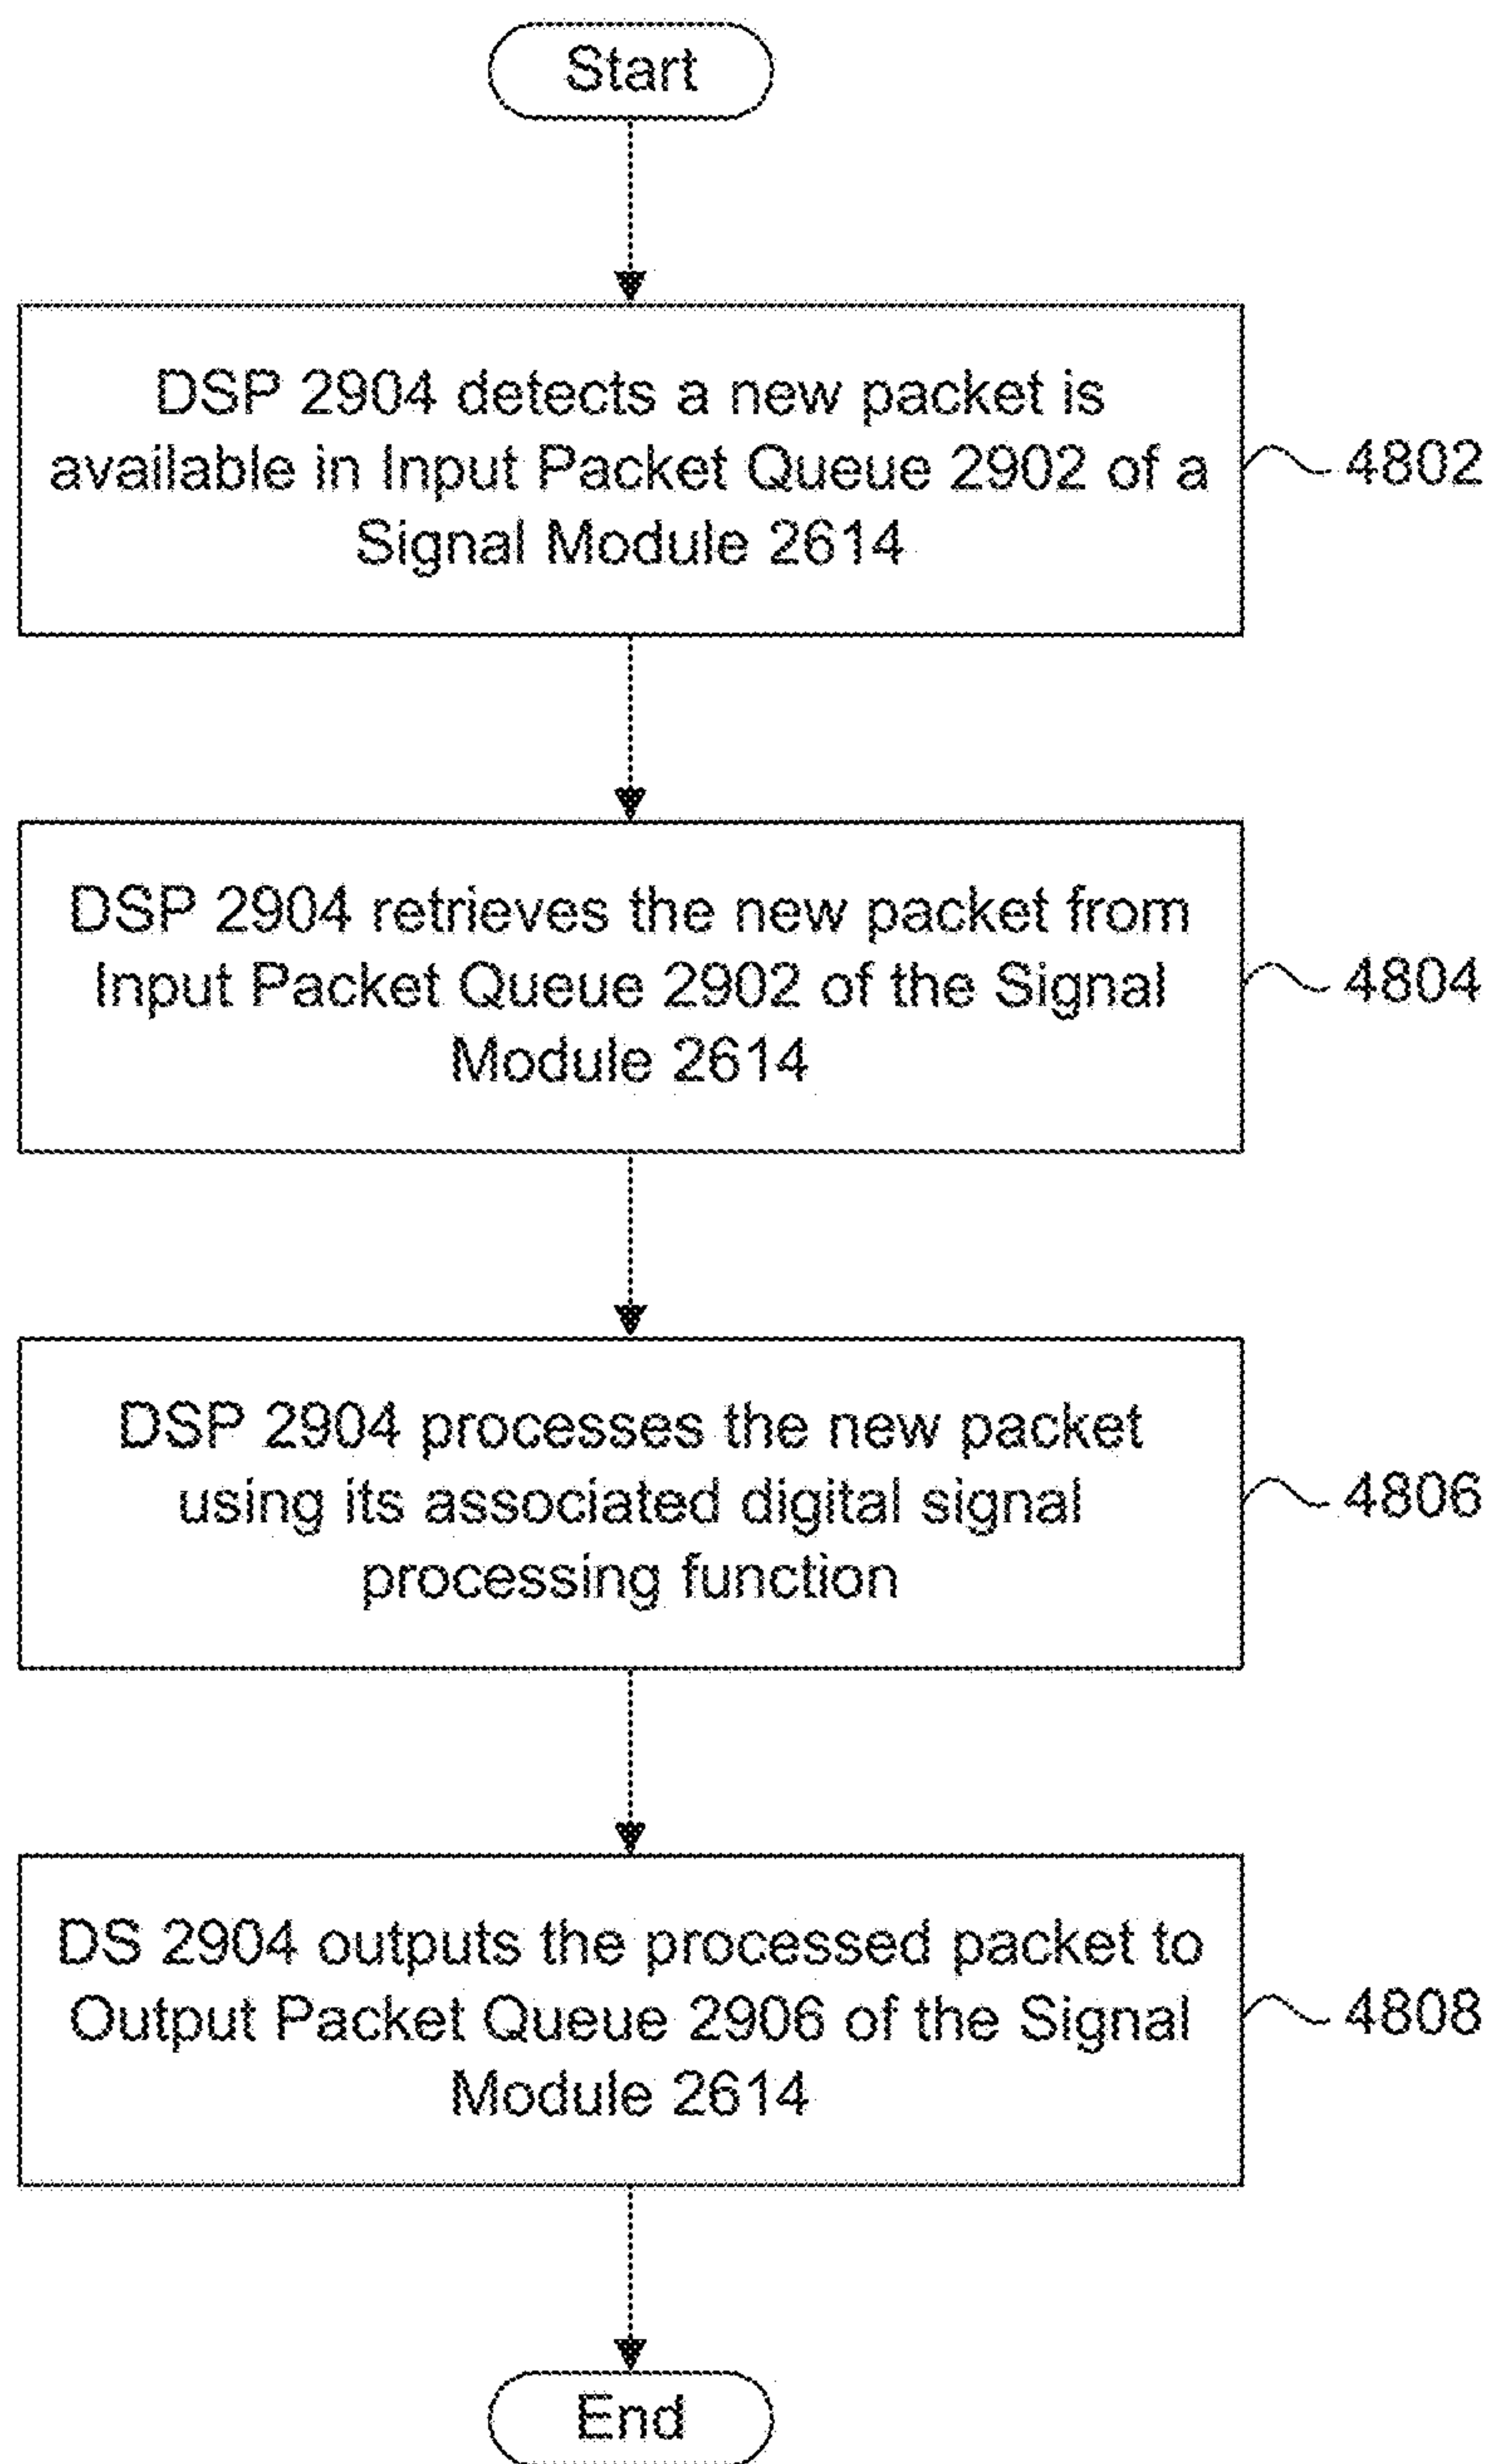 Start
DSP 2904 detects a new packet is
available in Input Packet Queue 2902 of a
Signal Module 2614
4802
DSP 2904 retrieves the new packet from
Input Packet Queue 2902 of the Signal
Module 2614
4804
DSP 2904 processes the new packet
using its associated digital signal
processing function
4806
DS 2904 outputs the processed packet to
Output Packet Queue 2906 of the Signal
Module 2614
4808
End